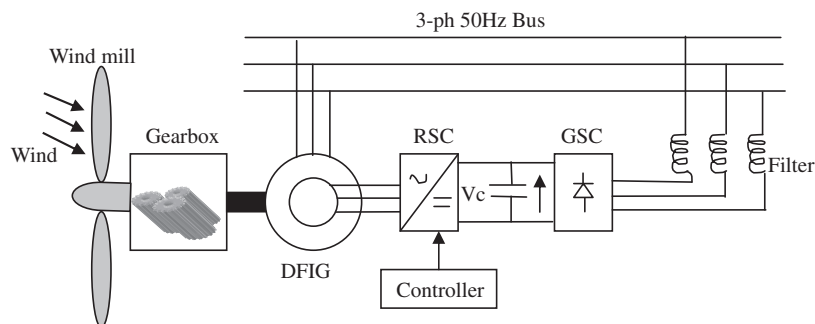 3-ph 50Hz Bus
Wind mill
Gearbox
RSC
GSC
Wind
Vc
Filter
DFIG
Controller